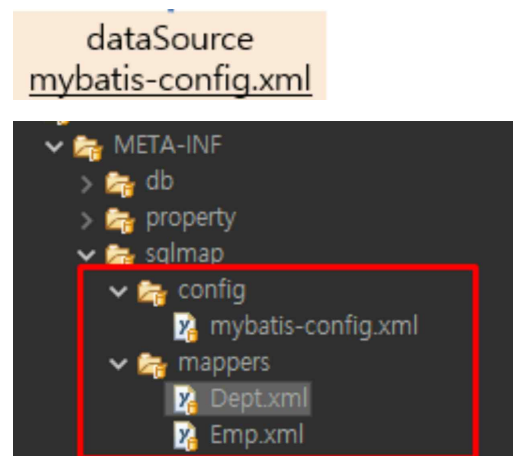 dataSource
mybatis-config.xml
META-INF
db
property
sqlmap
config
mybatis-config.xml
mappers
Dept.xml
Emp.xml